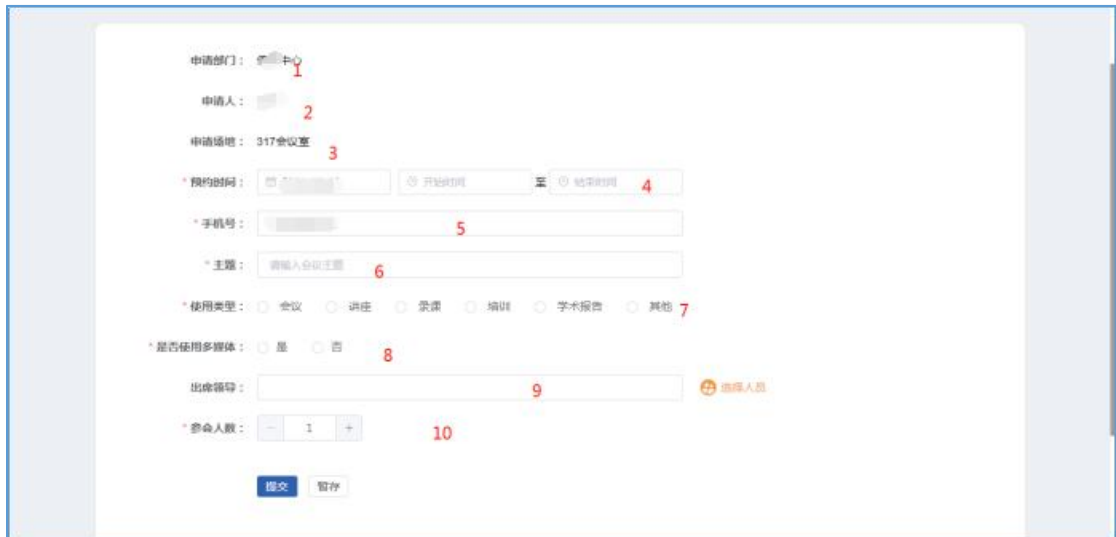 申请部门： 中心 1
申请人： 2
申请场地： 317会议室 3
* 预约时间： 开始时间 至 结束时间 4
* 手机号： 5
* 主题： 请输入会议主题 6
* 使用类型： 会议 讲座 录课 培训 学术报告 其他 7
* 是否使用多媒体： 是 否 8
出席领导： 9 选择人员
* 参会人数： － 1 + 10
提交 暂存